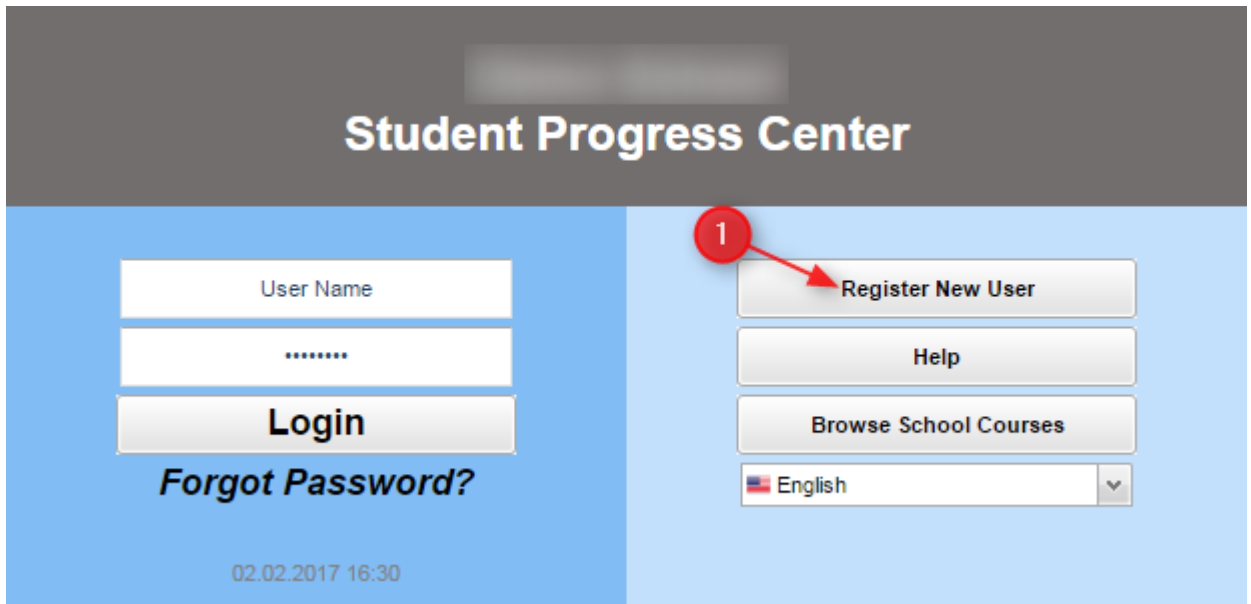 Student Progress Center
User Name
••••••••
Login
Forgot Password?
02.02.2017 16:30
1
Register New User
Help
Browse School Courses
English